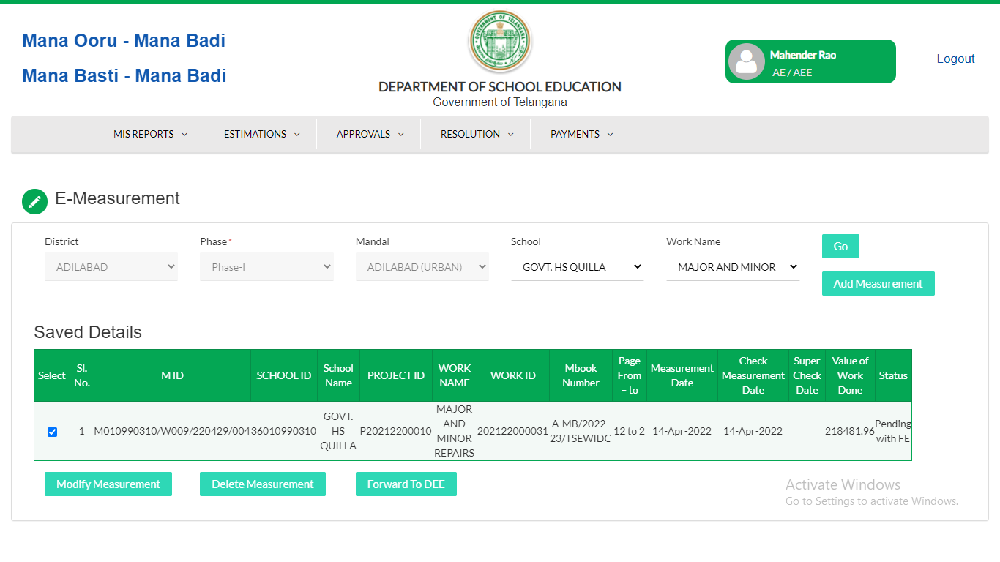 Mana Ooru - Mana Badi
Mana Basti - Mana Badi
GOVERNMENT OF TELANGANA
DEPARTMENT OF SCHOOL EDUCATION
Government of Telangana
Mahender Rao
AE / AEE
Logout
MIS REPORTS ESTIMATIONS APPROVALS RESOLUTION PAYMENTS
E-Measurement
District Phase* Mandal School Work Name
ADILABAD Phase-I ADILABAD (URBAN) GOVT. HS QUILLA MAJOR AND MINOR
Go
Add Measurement
Saved Details
Select Sl. No. M ID SCHOOL ID School Name PROJECT ID WORK NAME WORK ID Mbook Number Page From – to Measurement Date Check Measurement Date Super Check Date Value of Work Done Status
1 M010990310/W009/220429/004 36010990310 GOVT. HS QUILLA P20212200010 MAJOR AND MINOR REPAIRS 202122000031 A-MB/2022-23/TSEWIDC 12 to 2 14-Apr-2022 14-Apr-2022 218481.96 Pending with FE
Modify Measurement Delete Measurement Forward To DEE
Activate Windows
Go to Settings to activate Windows.